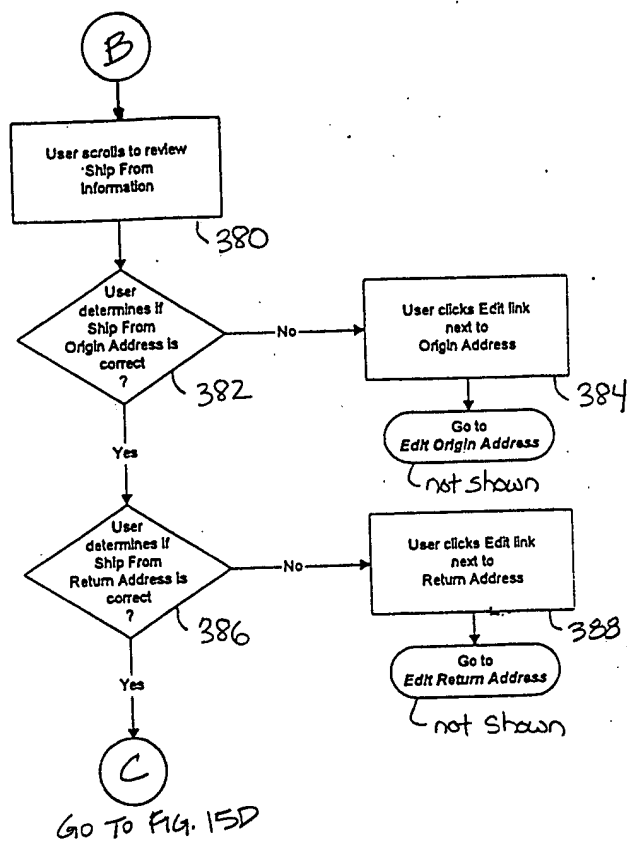 B
User scrolls to review
Ship From
Information
380
User
determines if
Ship From
Origin Address is
correct
?
382
No
User clicks Edit link
next to
Origin Address
384
Go to
Edit Origin Address
not shown
Yes
User
determines if
Ship From
Return Address is
correct
?
386
No
User clicks Edit link
next to
Return Address
388
Go to
Edit Return Address
not shown
Yes
C
GO TO FIG. 15D